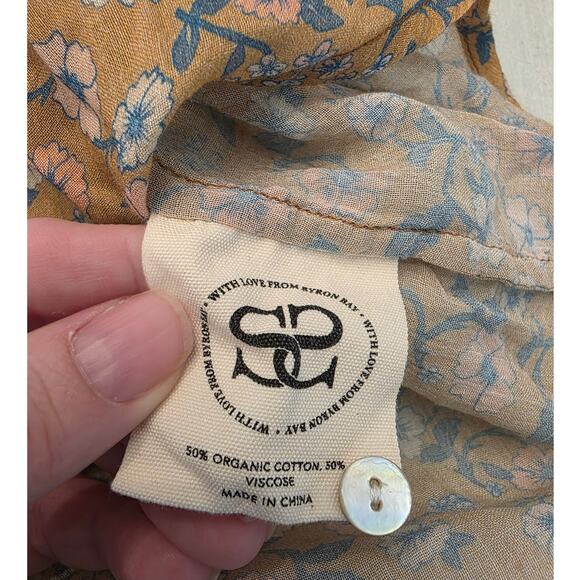 • WITH LOVE FROM BYRON BAY • WITH LOVE FROM BYRON BAY • WITH LOVE FROM BYRON BAY
SS
50% ORGANIC COTTON, 50%
VISCOSE
MADE IN CHINA